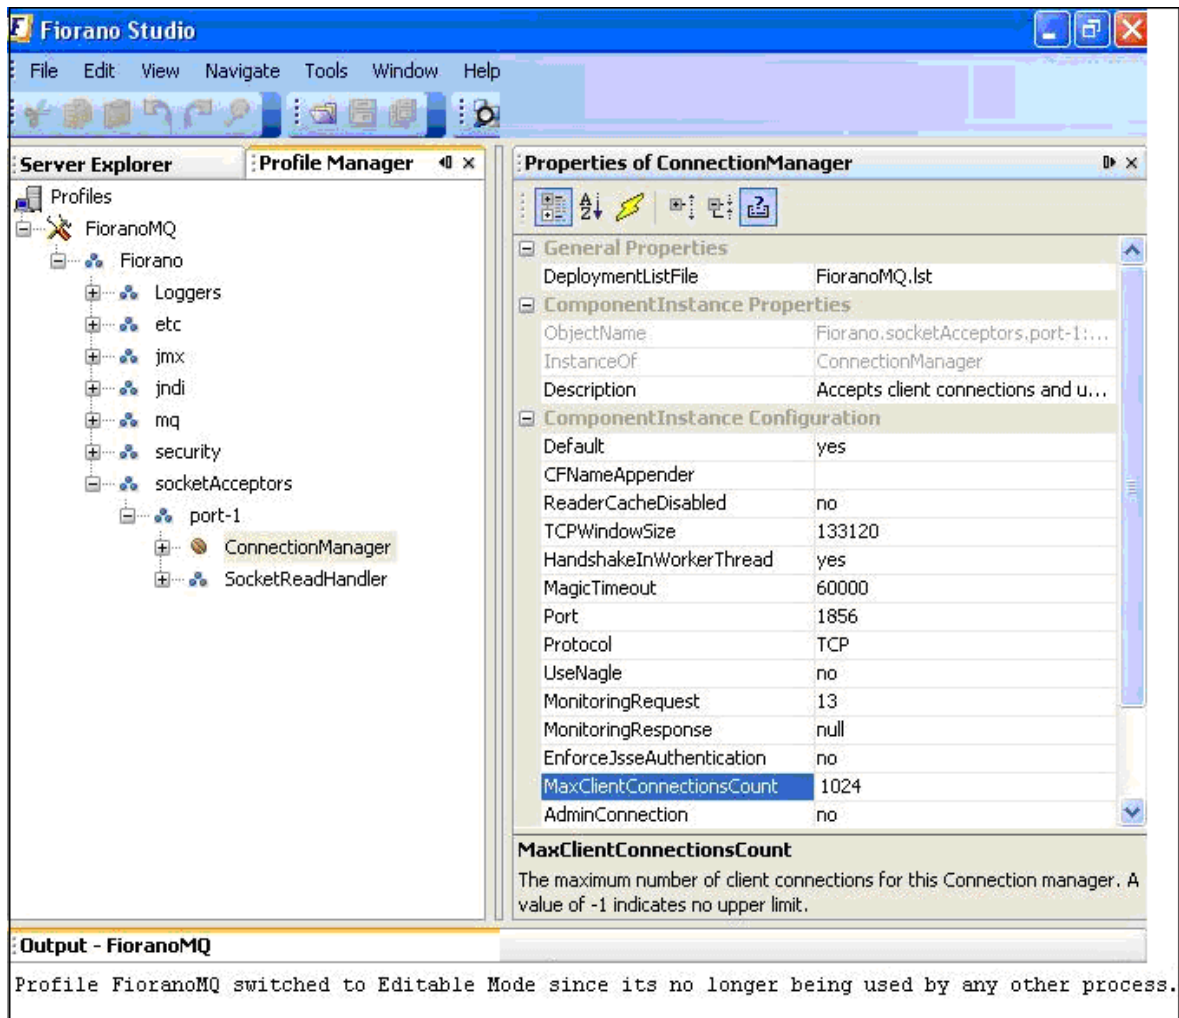 Fiorano Studio
File Edit View Navigate Tools Window Help
Server Explorer
Profile Manager
Profiles
FioranoMQ
Fiorano
Loggers
etc
jmx
jndi
mq
security
socketAcceptors
port-1
ConnectionManager
SocketReadHandler
Properties of ConnectionManager
General Properties
DeploymentListFile FioranoMQ.lst
ComponentInstance Properties
ObjectName Fiorano.socketAcceptors.port-1:...
InstanceOf ConnectionManager
Description Accepts client connections and u...
ComponentInstance Configuration
Default yes
CFNameAppender
ReaderCacheDisabled no
TCPWindowSize 133120
HandshakeInWorkerThread yes
MagicTimeout 60000
Port 1856
Protocol TCP
UseNagle no
MonitoringRequest 13
MonitoringResponse null
EnforceJsseAuthentication no
MaxClientConnectionsCount 1024
AdminConnection no
MaxClientConnectionsCount
The maximum number of client connections for this Connection manager. A
value of -1 indicates no upper limit.
Output - FioranoMQ
Profile FioranoMQ switched to Editable Mode since its no longer being used by any other process.